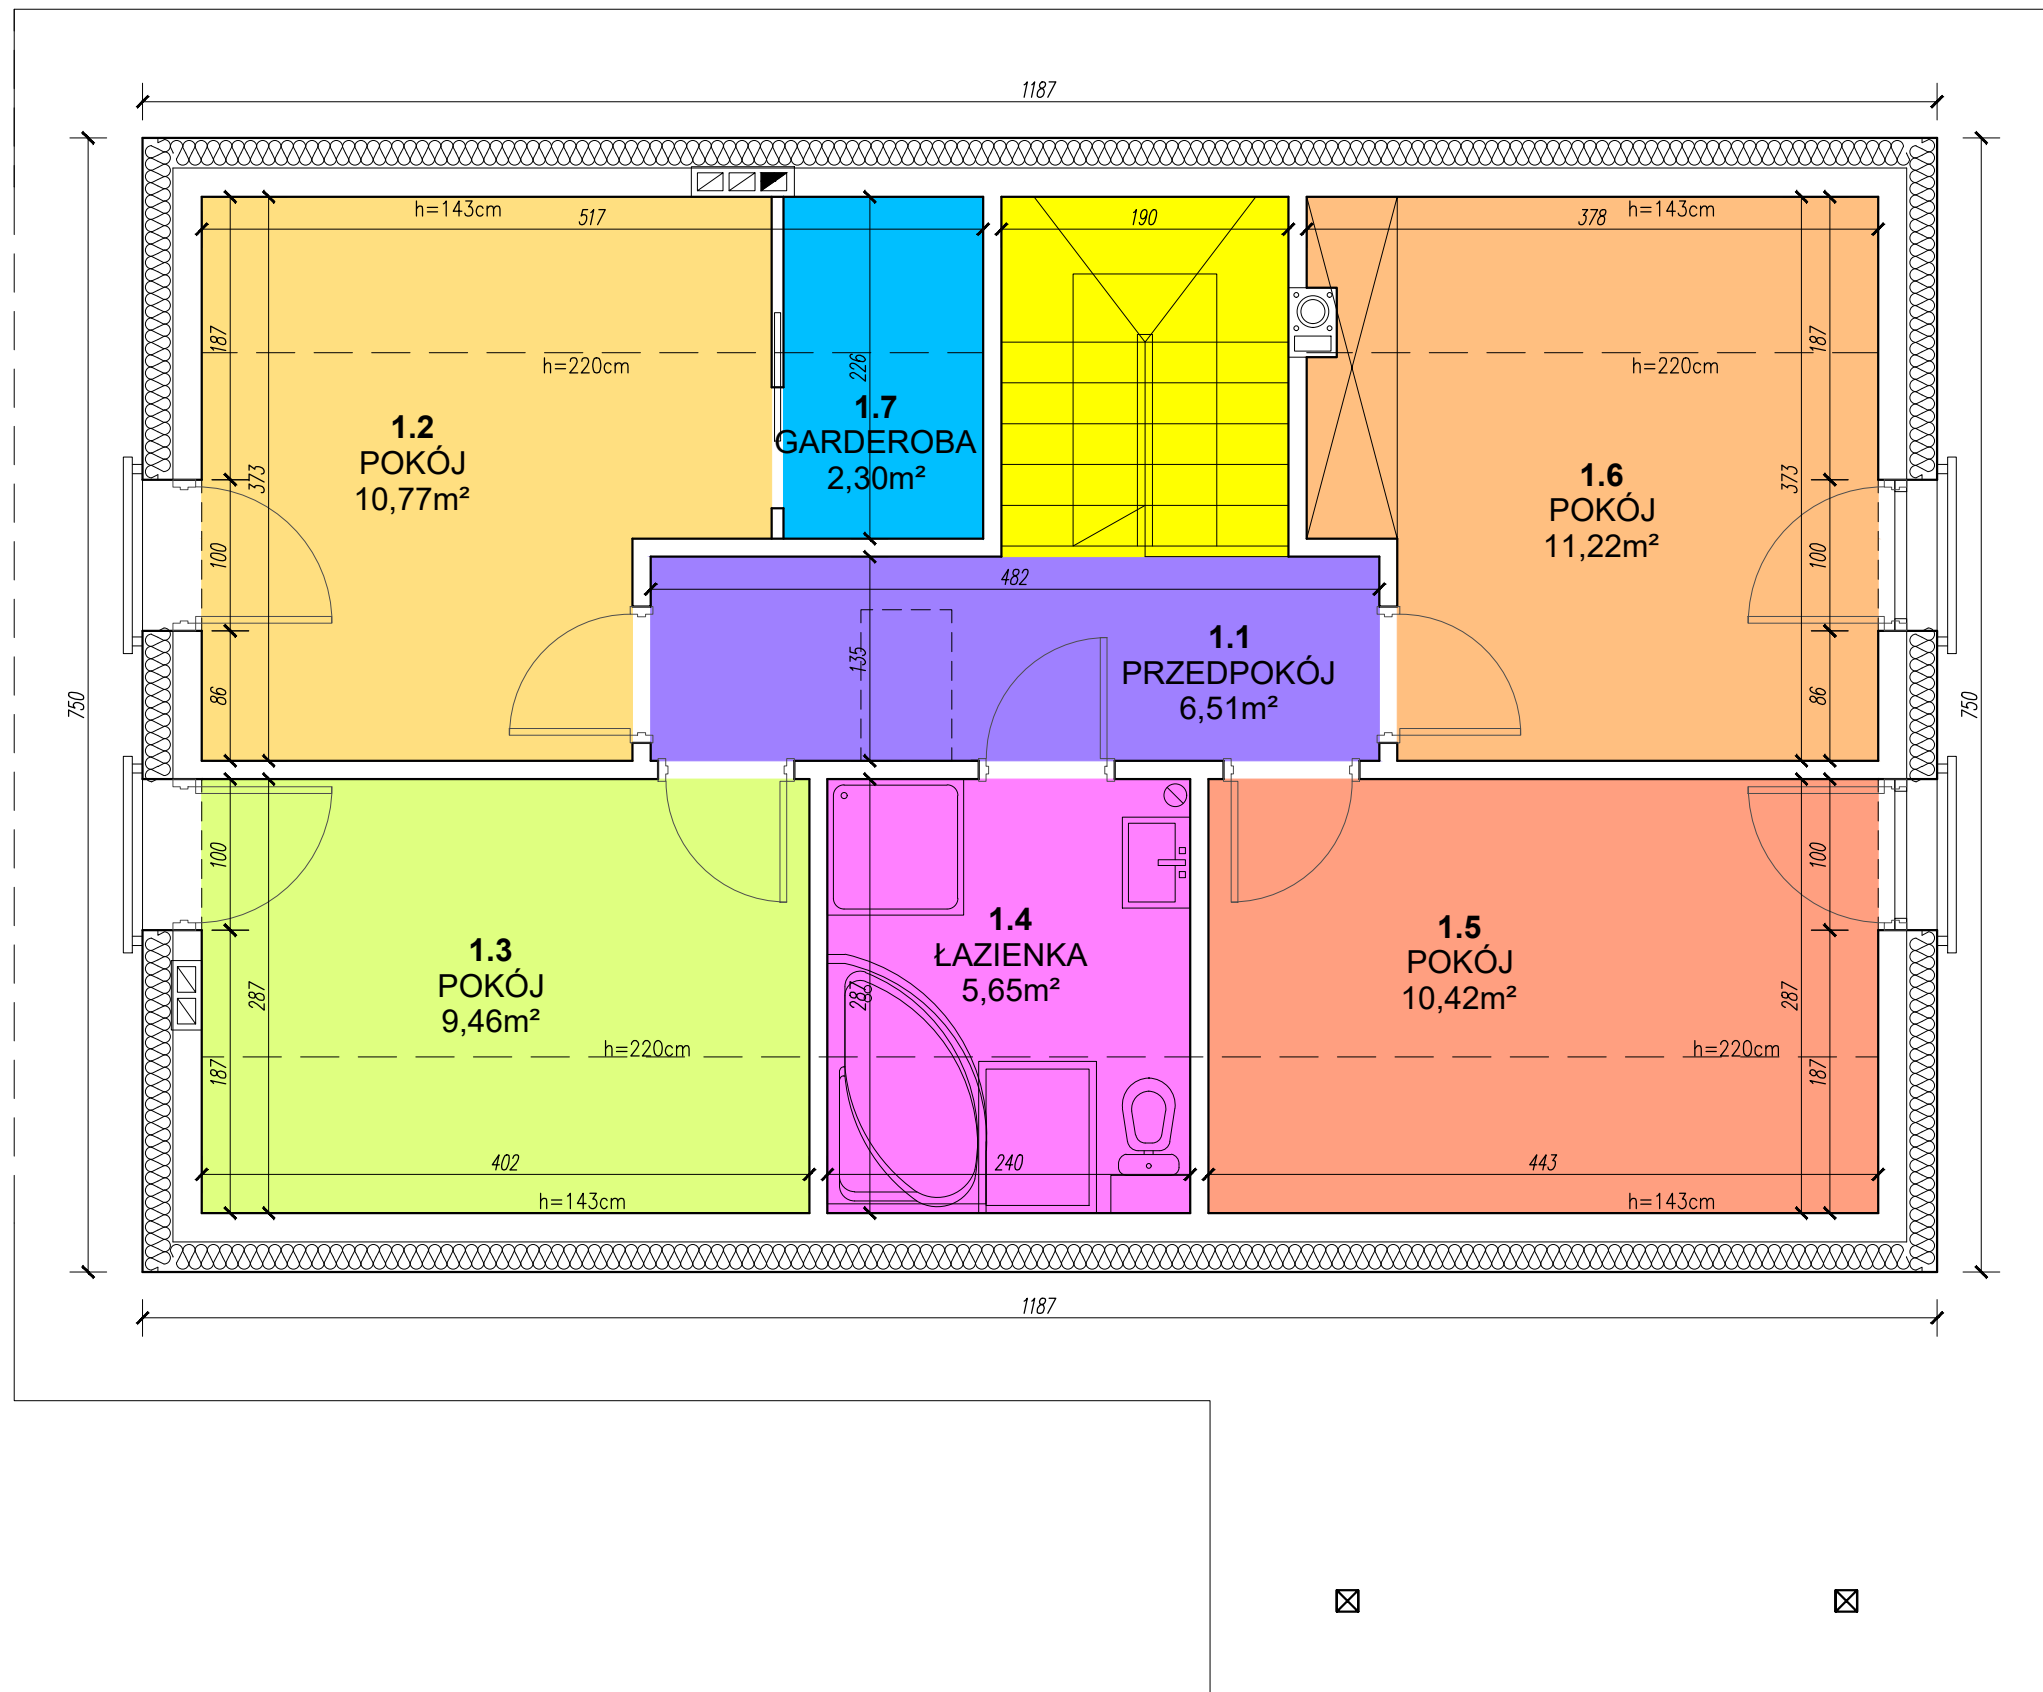 1187
h=143cm
517
190
378
h=143cm
187
373
226
h=220cm
h=220cm
187
373
1.7
GARDEROBA
2,30m²
1.2
POKÓJ
10,77m²
1.6
POKÓJ
11,22m²
100
100
482
135
1.1
PRZEDPOKÓJ
6,51m²
86
86
750
750
100
100
1.3
POKÓJ
9,46m²
1.4
ŁAZIENKA
5,65m²
1.5
POKÓJ
10,42m²
287
287
287
h=220cm
h=220cm
187
187
402
240
443
h=143cm
h=143cm
1187